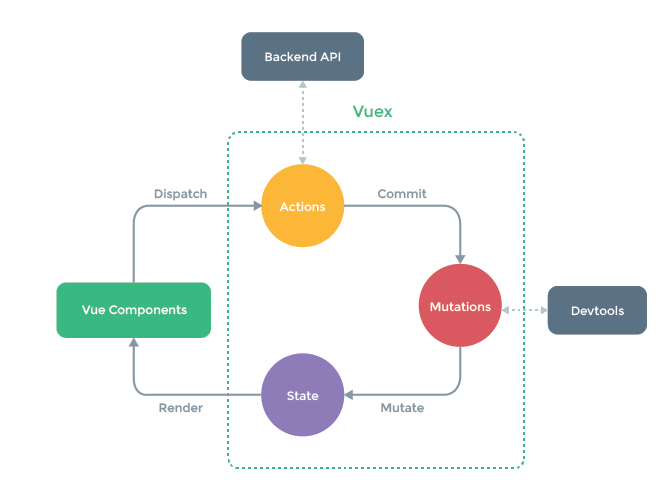 Backend API
Vuex
Dispatch
Commit
Actions
Vue Components
Mutations
Devtools
State
Render
Mutate